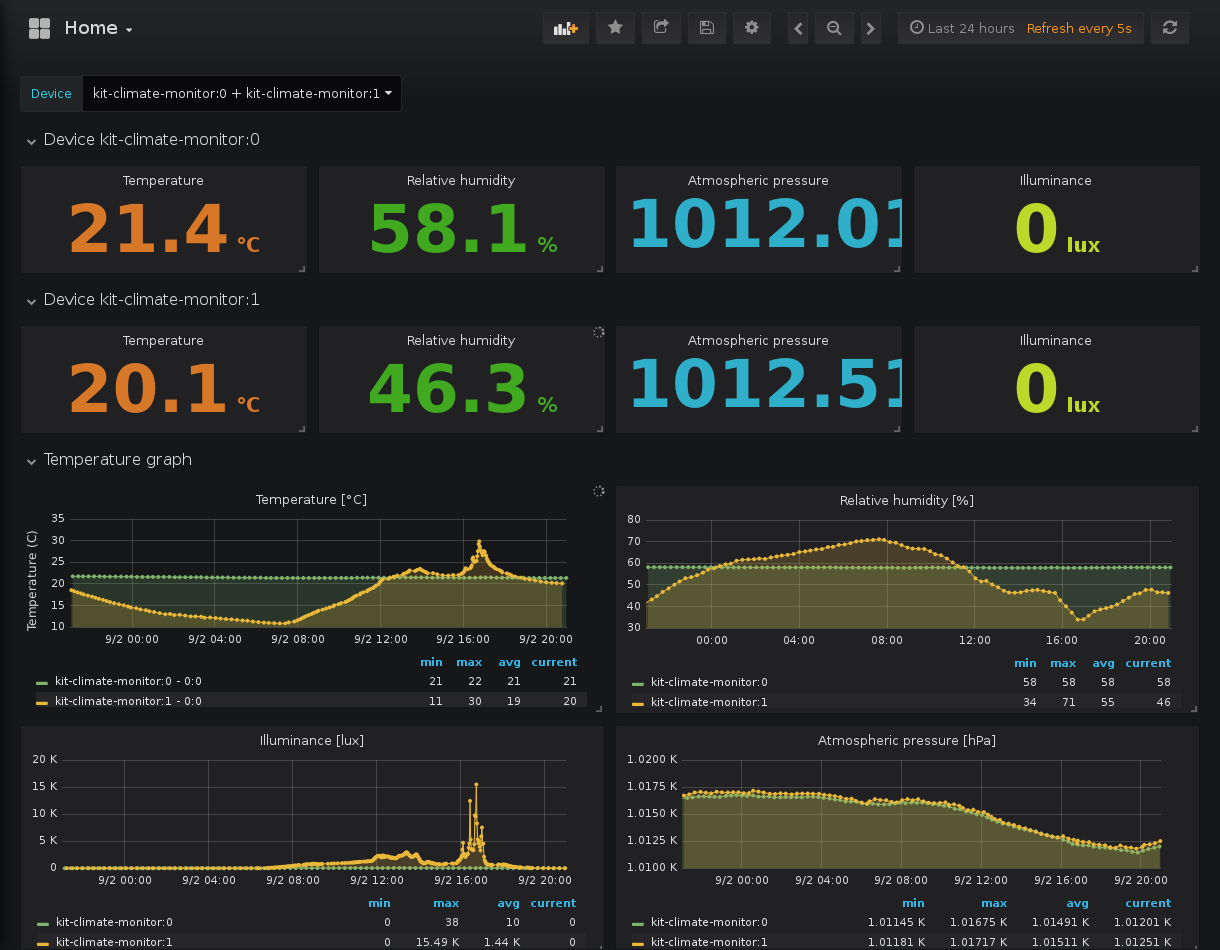 Home
Last 24 hours Refresh every 5s
Device kit-climate-monitor:0 + kit-climate-monitor:1
Device kit-climate-monitor:0
Temperature Relative humidity Atmospheric pressure Illuminance
21.4 °C 58.1 % 1012.01 0 lux
Device kit-climate-monitor:1
Temperature Relative humidity Atmospheric pressure Illuminance
20.1 °C 46.3 % 1012.51 0 lux
Temperature graph
Temperature [°C]
Temperature (C)
35
30
25
20
15
10
9/2 00:00 9/2 04:00 9/2 08:00 9/2 12:00 9/2 16:00 9/2 20:00
min max avg current
kit-climate-monitor:0 - 0:0 21 22 21 21
kit-climate-monitor:1 - 0:0 11 30 19 20
Relative humidity [%]
80
70
60
50
40
30
00:00 04:00 08:00 12:00 16:00 20:00
min max avg current
kit-climate-monitor:0 58 58 58 58
kit-climate-monitor:1 34 71 55 46
Illuminance [lux]
20 K
15 K
10 K
5 K
0
9/2 00:00 9/2 04:00 9/2 08:00 9/2 12:00 9/2 16:00 9/2 20:00
min max avg current
kit-climate-monitor:0 0 38 10 0
kit-climate-monitor:1 0 15.49 K 1.44 K 0
Atmospheric pressure [hPa]
1.0200 K
1.0175 K
1.0150 K
1.0125 K
1.0100 K
9/2 00:00 9/2 04:00 9/2 08:00 9/2 12:00 9/2 16:00 9/2 20:00
min max avg current
kit-climate-monitor:0 1.01145 K 1.01675 K 1.01491 K 1.01201 K
kit-climate-monitor:1 1.01181 K 1.01717 K 1.01511 K 1.01251 K